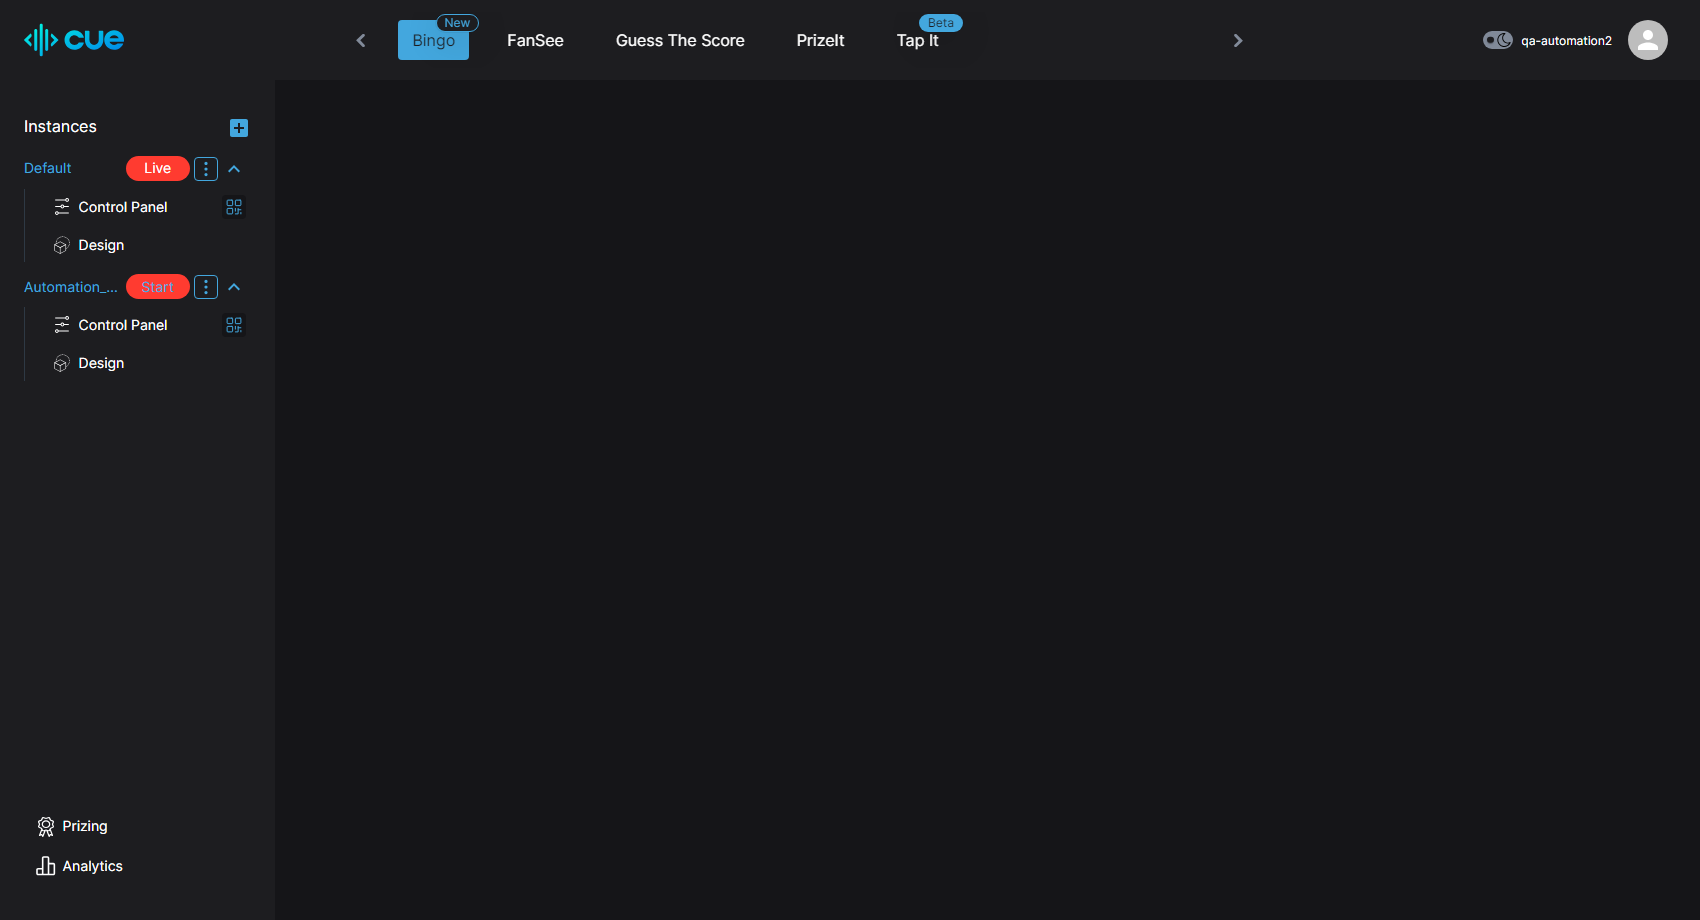 cue
New
Bingo
FanSee
Guess The Score
PrizeIt
Beta
Tap It
qa-automation2
Instances
Default
Live
Control Panel
Design
Automation_...
Start
Control Panel
Design
Prizing
Analytics